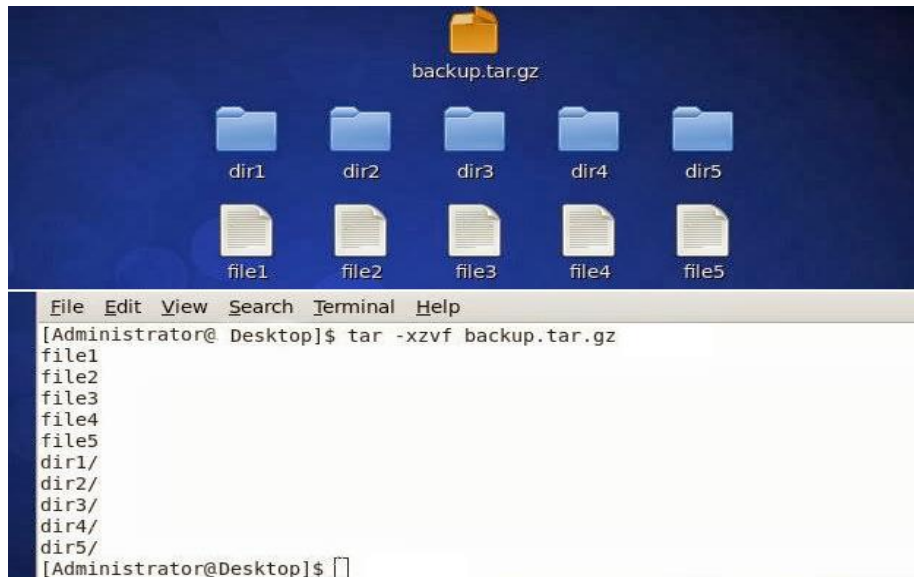 backup.tar.gz
dir1 dir2 dir3 dir4 dir5
file1 file2 file3 file4 file5
File Edit View Search Terminal Help
[Administrator@ Desktop]$ tar -xzvf backup.tar.gz
file1
file2
file3
file4
file5
dir1/
dir2/
dir3/
dir4/
dir5/
[Administrator@Desktop]$